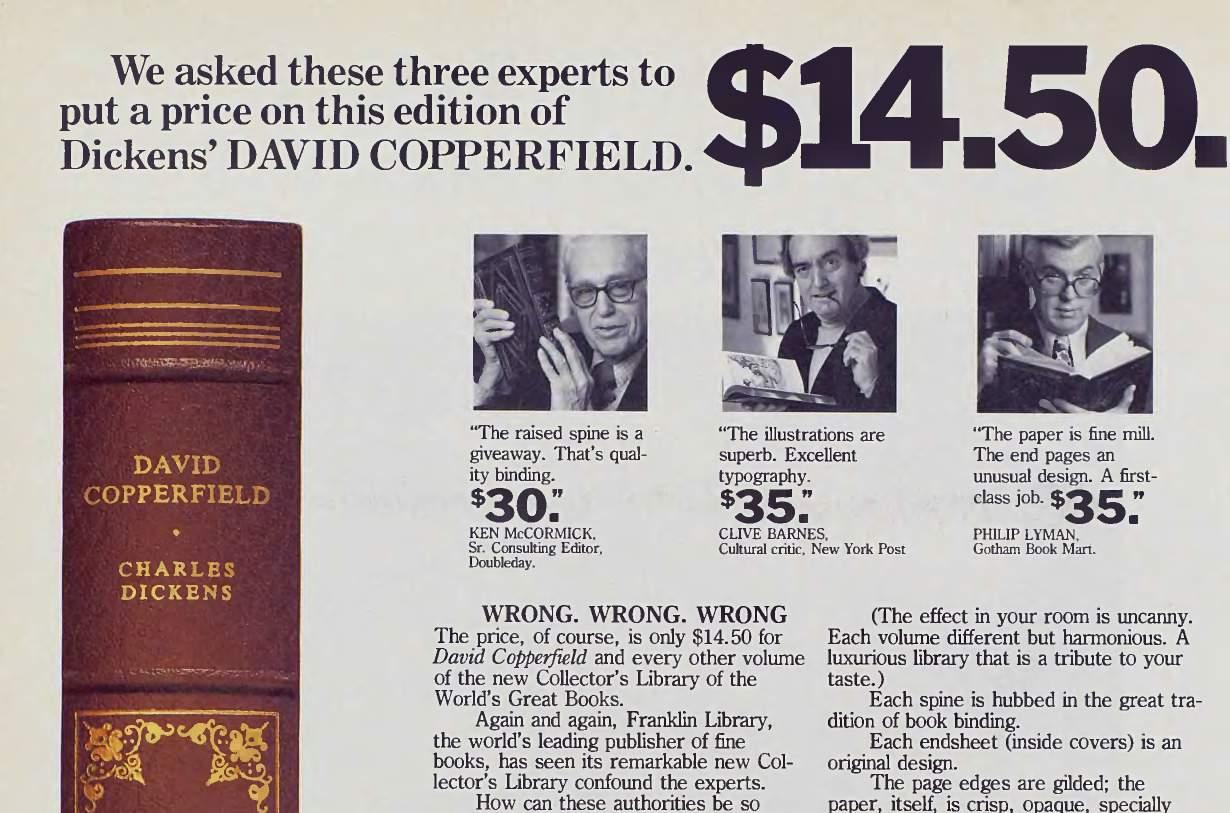 We asked these three experts to
put a price on this edition of
Dickens' DAVID COPPERFIELD.
$14.50.
DAVID
COPPERFIELD
CHARLES
DICKENS
"The raised spine is a
giveaway. That's qual-
ity binding.
$30."
KEN McCORMICK,
Sr. Consulting Editor,
Doubleday.
"The illustrations are
superb. Excellent
typography.
$35."
CLIVE BARNES,
Cultural critic, New York Post
"The paper is fine mill.
The end pages an
unusual design. A first-
class job. $35."
PHILIP LYMAN,
Gotham Book Mart.
WRONG. WRONG. WRONG
The price, of course, is only $14.50 for
David Copperfield and every other volume
of the new Collector's Library of the
World's Great Books.
Again and again, Franklin Library,
the world's leading publisher of fine
books, has seen its remarkable new Col-
lector's Library confound the experts.
How can these authorities be so
(The effect in your room is uncanny.
Each volume different but harmonious. A
luxurious library that is a tribute to your
taste.)
Each spine is hubbed in the great tra-
dition of book binding.
Each endsheet (inside covers) is an
original design.
The page edges are gilded; the
paper, itself, is crisp, opaque, specially